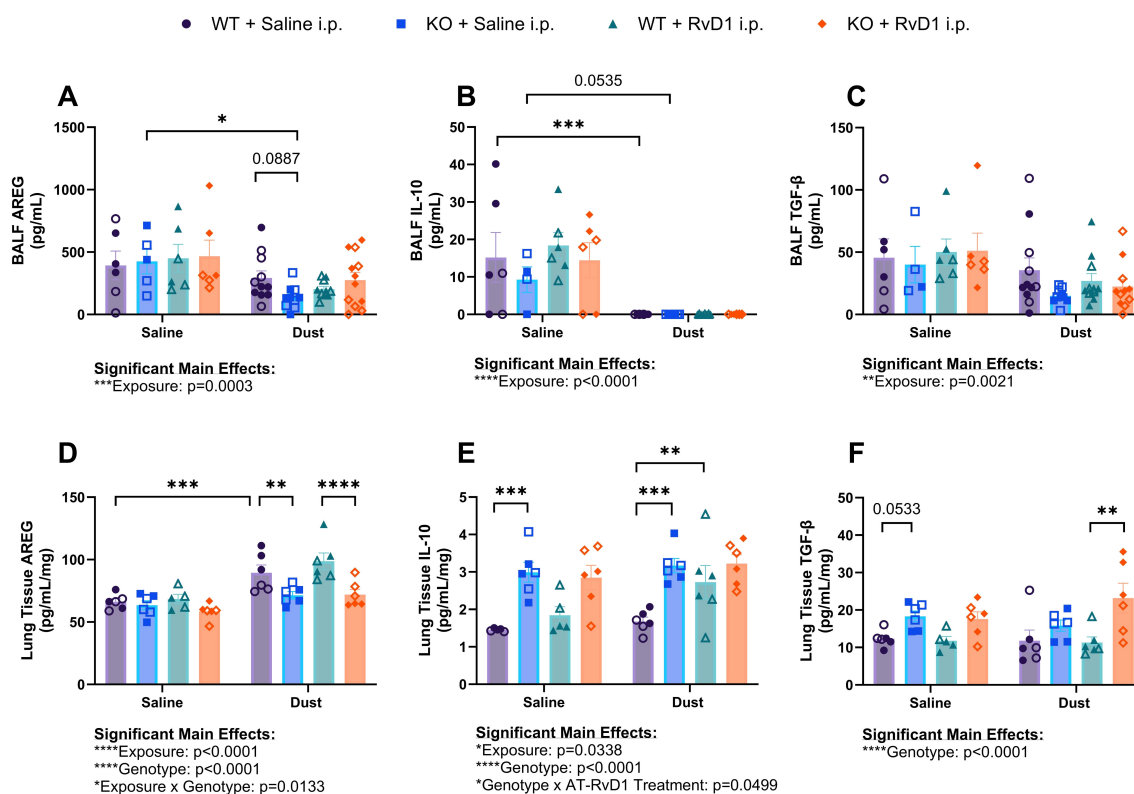 WT + Saline i.p. KO + Saline i.p. WT + RvD1 i.p. KO + RvD1 i.p.
A
BALF AREG
(pg/mL)
1500
1000
500
0
*
0.0887
Saline Dust
Significant Main Effects:
***Exposure: p=0.0003
B
BALF IL-10
(pg/mL)
50
40
30
20
10
0
0.0535
***
Saline Dust
Significant Main Effects:
****Exposure: p<0.0001
C
BALF TGF-β
(pg/mL)
150
100
50
0
Saline Dust
Significant Main Effects:
**Exposure: p=0.0021
D
Lung Tissue AREG
(pg/mL/mg)
150
100
50
0
*** ** ****
Saline Dust
Significant Main Effects:
****Exposure: p<0.0001
****Genotype: p<0.0001
*Exposure x Genotype: p=0.0133
E
Lung Tissue IL-10
(pg/mL/mg)
5
4
3
2
1
0
**
*** ***
Saline Dust
Significant Main Effects:
*Exposure: p=0.0338
****Genotype: p<0.0001
*Genotype x AT-RvD1 Treatment: p=0.0499
F
Lung Tissue TGF-β
(pg/mL/mg)
50
40
30
20
10
0
0.0533
**
Saline Dust
Significant Main Effects:
****Genotype: p<0.0001